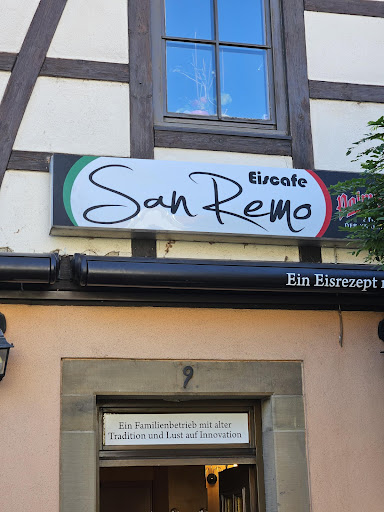 Eiscafe
San Remo
Ein Eisrezept
9
Ein Familienbetrieb mit alter
Tradition und Lust auf Innovation